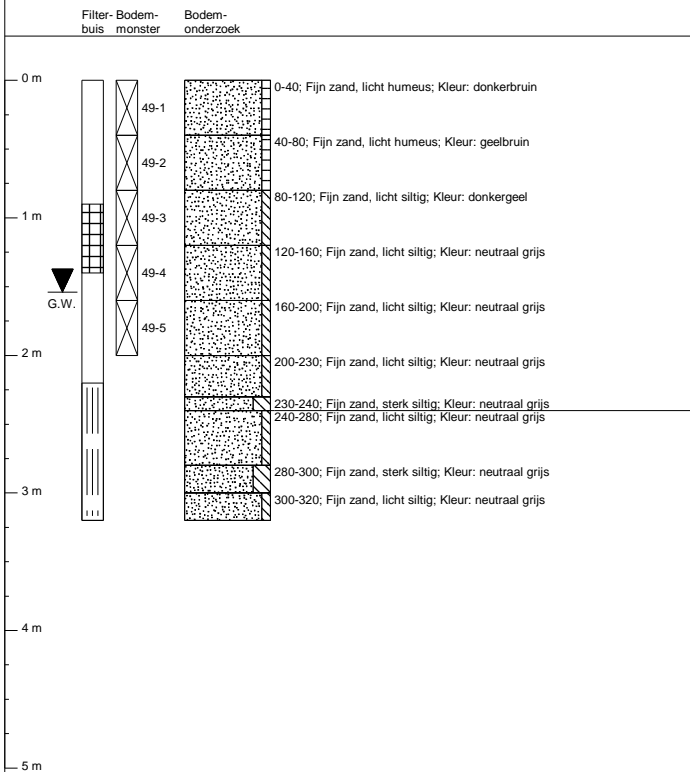 Filter- Bodem- Bodem-
buis monster onderzoek
0 m
0-40; Fijn zand, licht humeus; Kleur: donkerbruin
49-1
40-80; Fijn zand, licht humeus; Kleur: geelbruin
49-2
80-120; Fijn zand, licht siltig; Kleur: donkergeel
1 m
49-3
120-160; Fijn zand, licht siltig; Kleur: neutraal grijs
49-4
G.W.
160-200; Fijn zand, licht siltig; Kleur: neutraal grijs
49-5
2 m
200-230; Fijn zand, licht siltig; Kleur: neutraal grijs
230-240; Fijn zand, sterk siltig; Kleur: neutraal grijs
240-280; Fijn zand, licht siltig; Kleur: neutraal grijs
280-300; Fijn zand, sterk siltig; Kleur: neutraal grijs
3 m
300-320; Fijn zand, licht siltig; Kleur: neutraal grijs
4 m
5 m